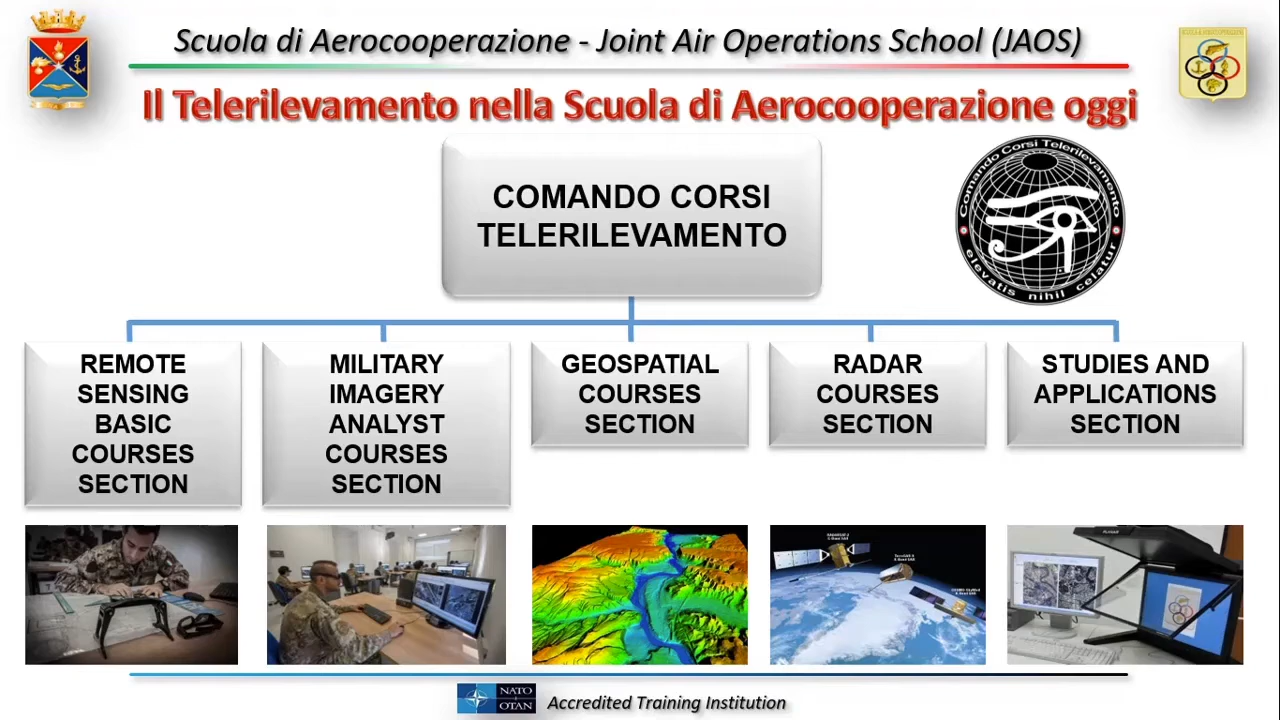 Scuola di Aerocooperazione - Joint Air Operations School (JAOS)
Il Telerilevamento nella Scuola di Aerocooperazione oggi
COMANDO CORSI
TELERILEVAMENTO
Comando Corsi Telerilevamento
elevatis nihil celatur
REMOTE
SENSING
BASIC
COURSES
SECTION
MILITARY
IMAGERY
ANALYST
COURSES
SECTION
GEOSPATIAL
COURSES
SECTION
RADAR
COURSES
SECTION
STUDIES AND
APPLICATIONS
SECTION
NATO
OTAN
Accredited Training Institution